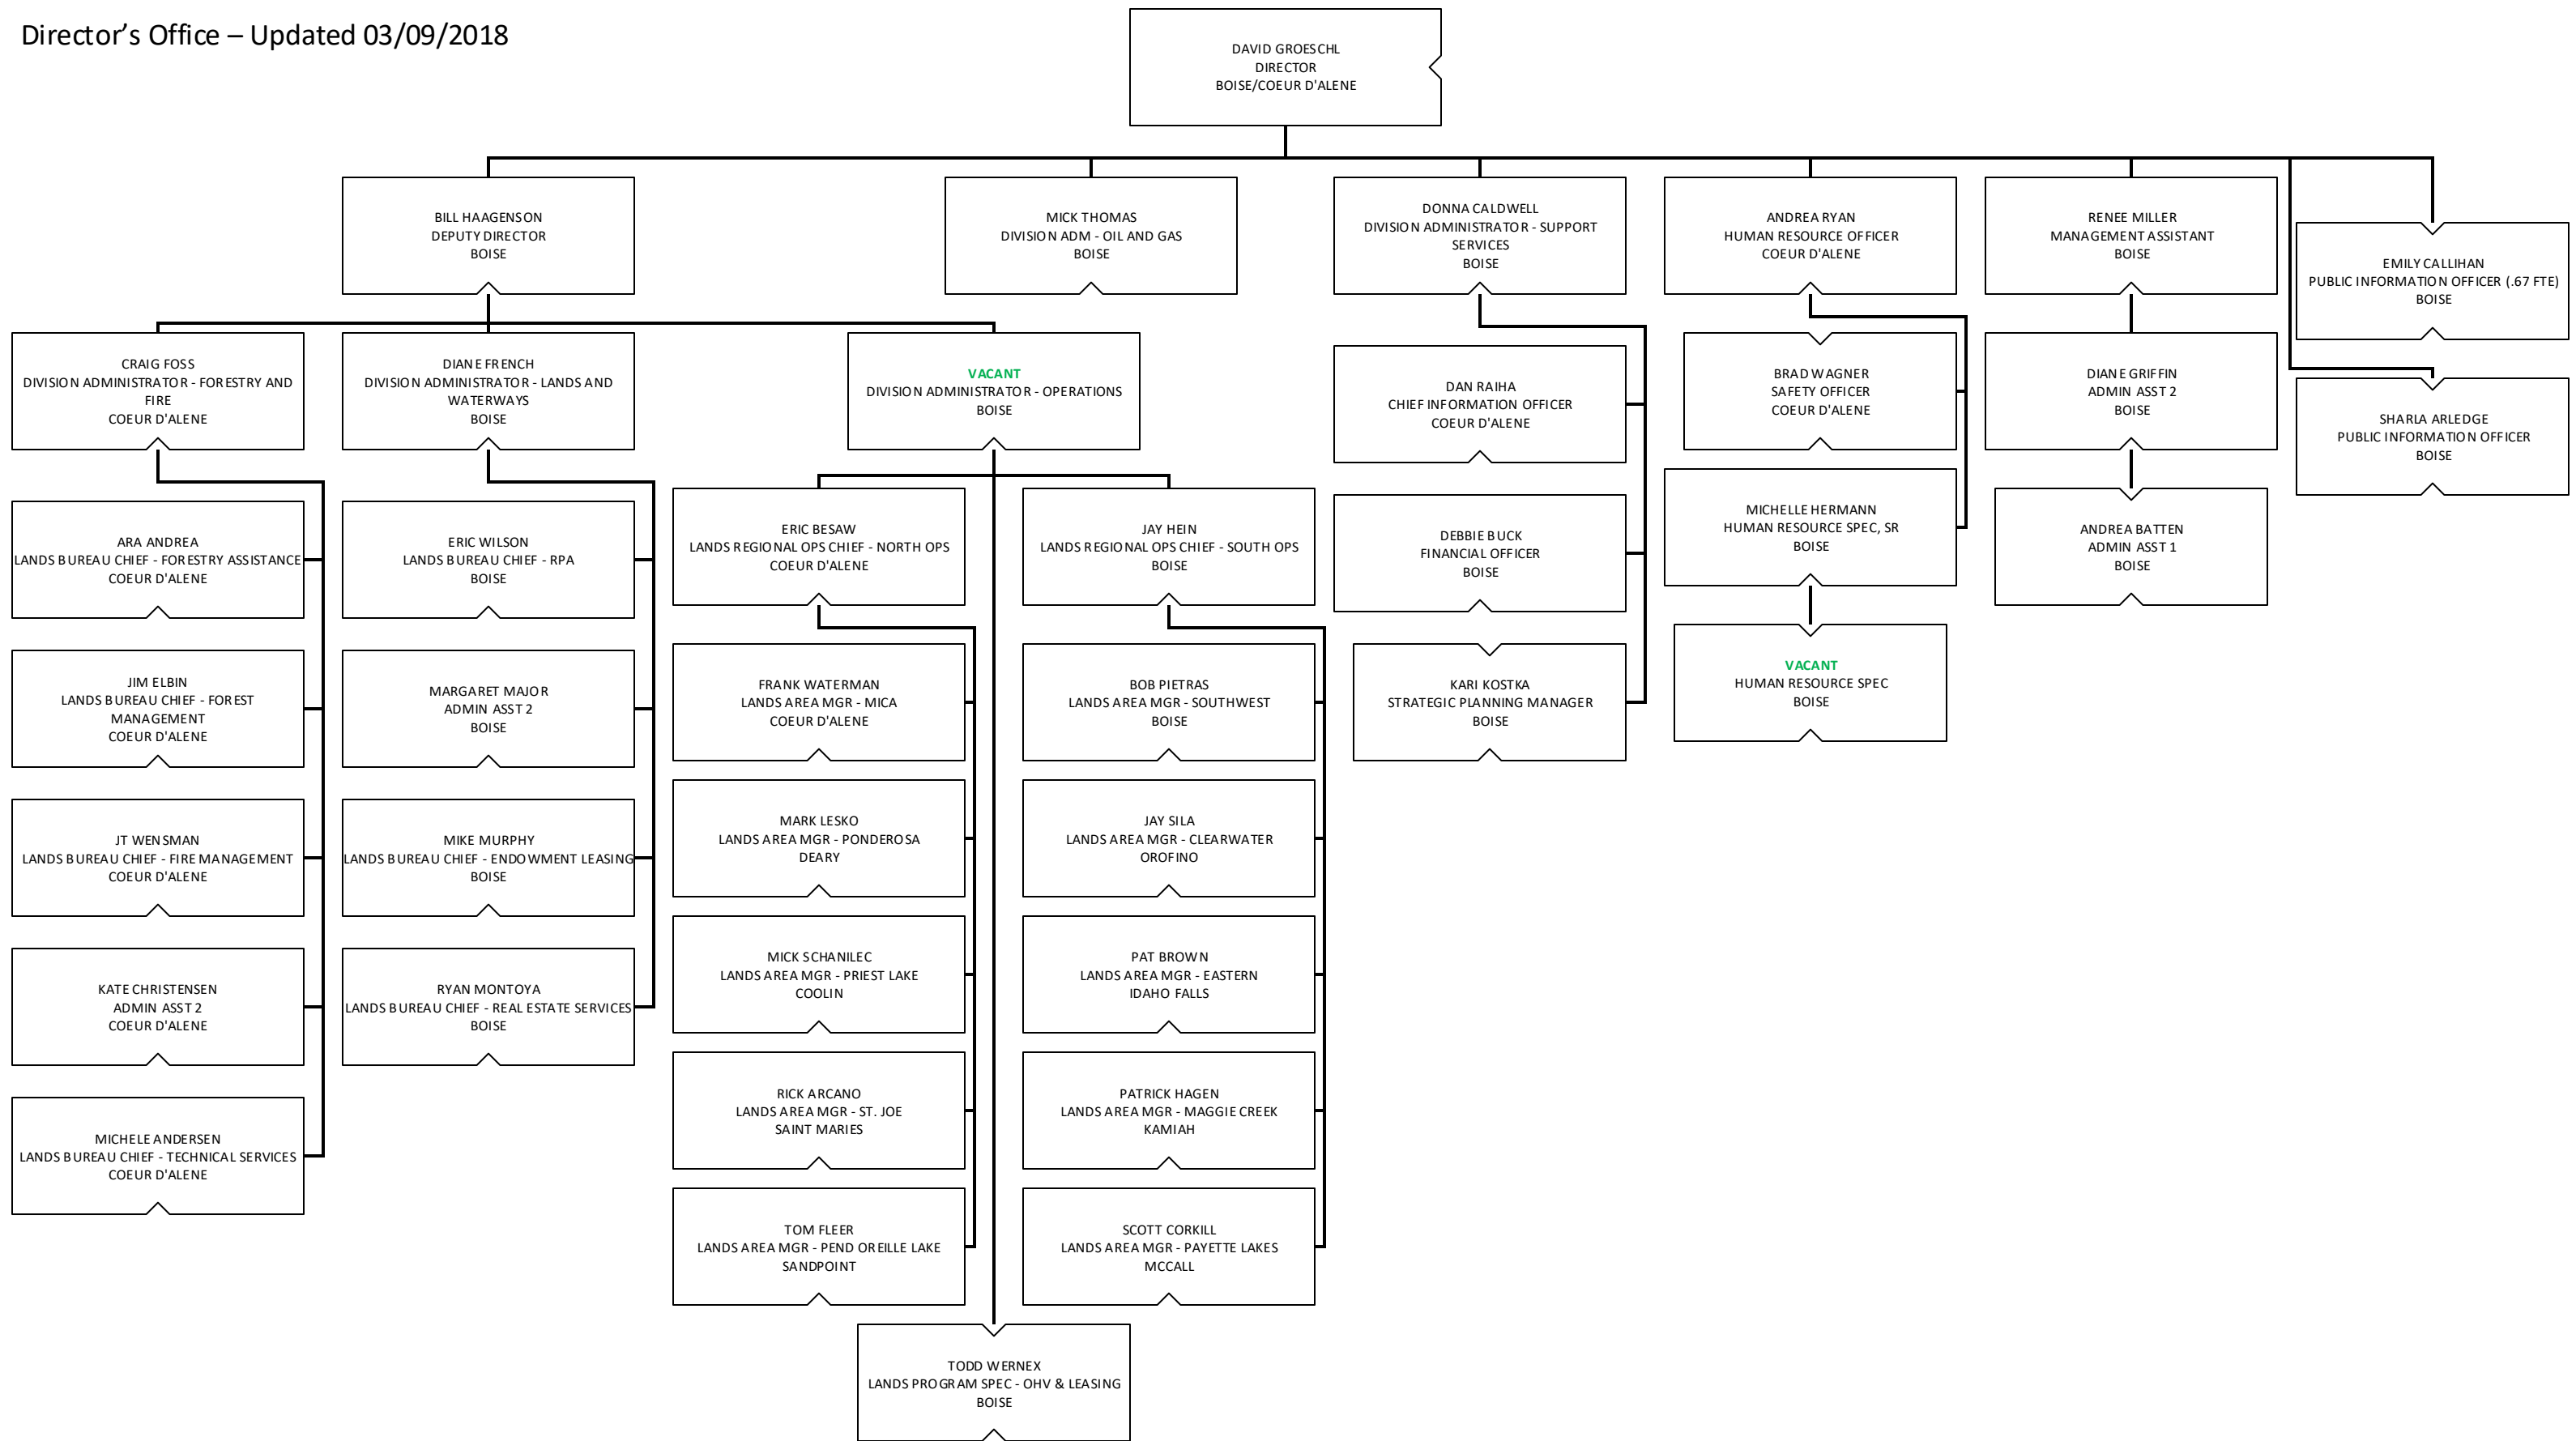 Director’s Office – Updated 03/09/2018
DAVID GROESCHL
DIRECTOR
BOISE/COEUR D'ALENE
BILL HAAGENSON
DEPUTY DIRECTOR
BOISE
MICK THOMAS
DIVISION ADM - OIL AND GAS
BOISE
DONNA CALDWELL
DIVISION ADMINISTRATOR - SUPPORT
SERVICES
BOISE
ANDREA RYAN
HUMAN RESOURCE OFFICER
COEUR D'ALENE
RENEE MILLER
MANAGEMENT ASSISTANT
BOISE
EMILY CALLIHAN
PUBLIC INFORMATION OFFICER (.67 FTE)
BOISE
CRAIG FOSS
DIVISION ADMINISTRATOR - FORESTRY AND
FIRE
COEUR D'ALENE
DIANE FRENCH
DIVISION ADMINISTRATOR - LANDS AND
WATERWAYS
BOISE
VACANT
DIVISION ADMINISTRATOR - OPERATIONS
BOISE
DAN RAIHA
CHIEF INFORMATION OFFICER
COEUR D'ALENE
BRAD WAGNER
SAFETY OFFICER
COEUR D'ALENE
DIANE GRIFFIN
ADMIN ASST 2
BOISE
SHARLA ARLEDGE
PUBLIC INFORMATION OFFICER
BOISE
ARA ANDREA
LANDS BUREAU CHIEF - FORESTRY ASSISTANCE
COEUR D'ALENE
ERIC WILSON
LANDS BUREAU CHIEF - RPA
BOISE
ERIC BESAW
LANDS REGIONAL OPS CHIEF - NORTH OPS
COEUR D'ALENE
JAY HEIN
LANDS REGIONAL OPS CHIEF - SOUTH OPS
BOISE
DEBBIE BUCK
FINANCIAL OFFICER
BOISE
MICHELLE HERMANN
HUMAN RESOURCE SPEC, SR
BOISE
ANDREA BATTEN
ADMIN ASST 1
BOISE
JIM ELBIN
LANDS BUREAU CHIEF - FOREST
MANAGEMENT
COEUR D'ALENE
MARGARET MAJOR
ADMIN ASST 2
BOISE
FRANK WATERMAN
LANDS AREA MGR - MICA
COEUR D'ALENE
BOB PIETRAS
LANDS AREA MGR - SOUTHWEST
BOISE
KARI KOSTKA
STRATEGIC PLANNING MANAGER
BOISE
VACANT
HUMAN RESOURCE SPEC
BOISE
JT WENSMAN
LANDS BUREAU CHIEF - FIRE MANAGEMENT
COEUR D'ALENE
MIKE MURPHY
LANDS BUREAU CHIEF - ENDOWMENT LEASING
BOISE
MARK LESKO
LANDS AREA MGR - PONDEROSA
DEARY
JAY SILA
LANDS AREA MGR - CLEARWATER
OROFINO
KATE CHRISTENSEN
ADMIN ASST 2
COEUR D'ALENE
RYAN MONTOYA
LANDS BUREAU CHIEF - REAL ESTATE SERVICES
BOISE
MICK SCHANILEC
LANDS AREA MGR - PRIEST LAKE
COOLIN
PAT BROWN
LANDS AREA MGR - EASTERN
IDAHO FALLS
MICHELE ANDERSEN
LANDS BUREAU CHIEF - TECHNICAL SERVICES
COEUR D'ALENE
RICK ARCANO
LANDS AREA MGR - ST. JOE
SAINT MARIES
PATRICK HAGEN
LANDS AREA MGR - MAGGIE CREEK
KAMIAH
TOM FLEER
LANDS AREA MGR - PEND OREILLE LAKE
SANDPOINT
SCOTT CORKILL
LANDS AREA MGR - PAYETTE LAKES
MCCALL
TODD WERNEX
LANDS PROGRAM SPEC - OHV & LEASING
BOISE